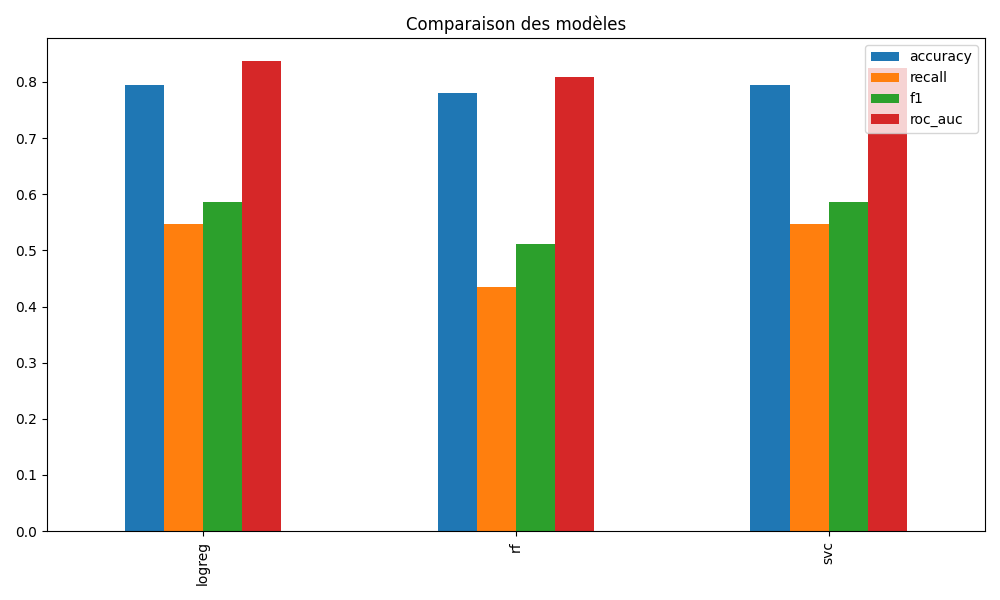 Comparaison des modèles
accuracy
recall
f1
roc_auc
0.8
0.7
0.6
0.5
0.4
0.3
0.2
0.1
0.0
logreg
rf
svc